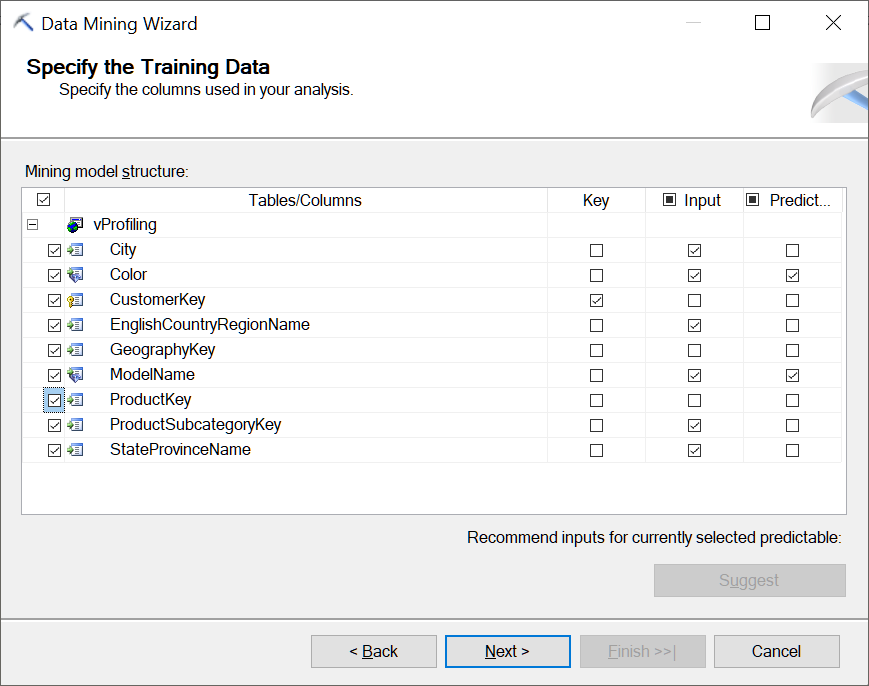 Data Mining Wizard
Specify the Training Data
Specify the columns used in your analysis.
Mining model structure:
Tables/Columns Key Input Predict...
vProfiling
City
Color
CustomerKey
EnglishCountryRegionName
GeographyKey
ModelName
ProductKey
ProductSubcategoryKey
StateProvinceName
Recommend inputs for currently selected predictable:
Suggest
< Back Next > Finish >>| Cancel